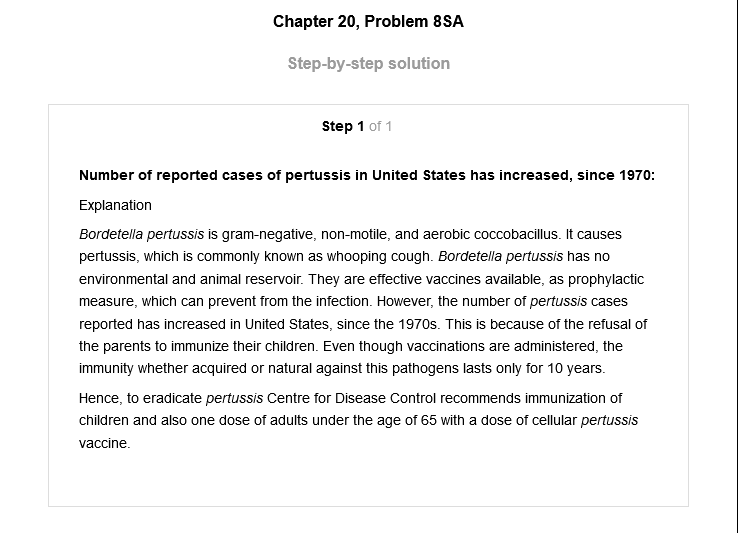 Chapter 20, Problem 8SA
Step-by-step solution
Step 1 of 1
Number of reported cases of pertussis in United States has increased, since 1970:
Explanation
Bordetella pertussis is gram-negative, non-motile, and aerobic coccobacillus. It causes
pertussis, which is commonly known as whooping cough. Bordetella pertussis has no
environmental and animal reservoir. They are effective vaccines available, as prophylactic
measure, which can prevent from the infection. However, the number of pertussis cases
reported has increased in United States, since the 1970s. This is because of the refusal of
the parents to immunize their children. Even though vaccinations are administered, the
immunity whether acquired or natural against this pathogens lasts only for 10 years.
Hence, to eradicate pertussis Centre for Disease Control recommends immunization of
children and also one dose of adults under the age of 65 with a dose of cellular pertussis
vaccine.